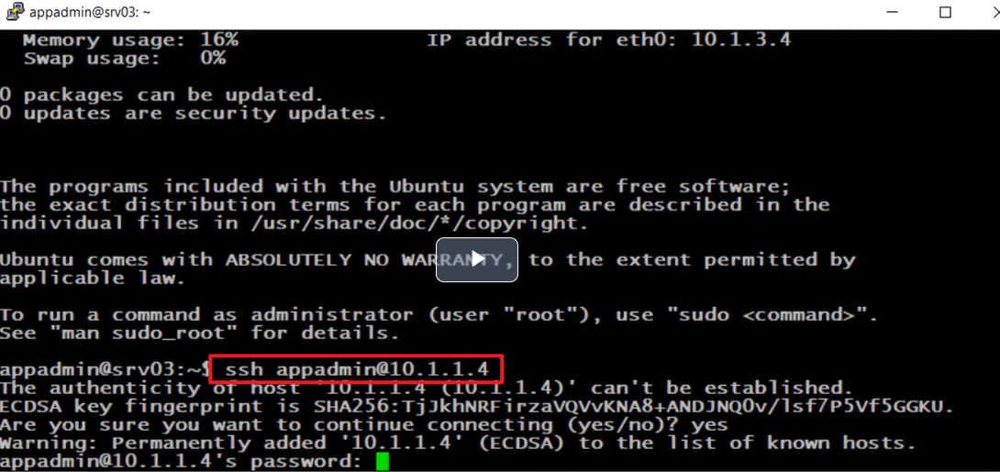 appadmin@srv03: ~
Memory usage: 16% IP address for eth0: 10.1.3.4
Swap usage: 0%
0 packages can be updated.
0 updates are security updates.
The programs included with the Ubuntu system are free software;
the exact distribution terms for each program are described in the
individual files in /usr/share/doc/*/copyright.
Ubuntu comes with ABSOLUTELY NO WARRANTY, to the extent permitted by
applicable law.
To run a command as administrator (user "root"), use "sudo <command>".
See "man sudo_root" for details.
appadmin@srv03:~$ ssh appadmin@10.1.1.4
The authenticity of host '10.1.1.4 (10.1.1.4)' can't be established.
ECDSA key fingerprint is SHA256:TjJkhNRFirzaVQVvKNA8+ANDJNQ0v/lsf7P5Vf5GGKU.
Are you sure you want to continue connecting (yes/no)? yes
Warning: Permanently added '10.1.1.4' (ECDSA) to the list of known hosts.
appadmin@10.1.1.4's password: